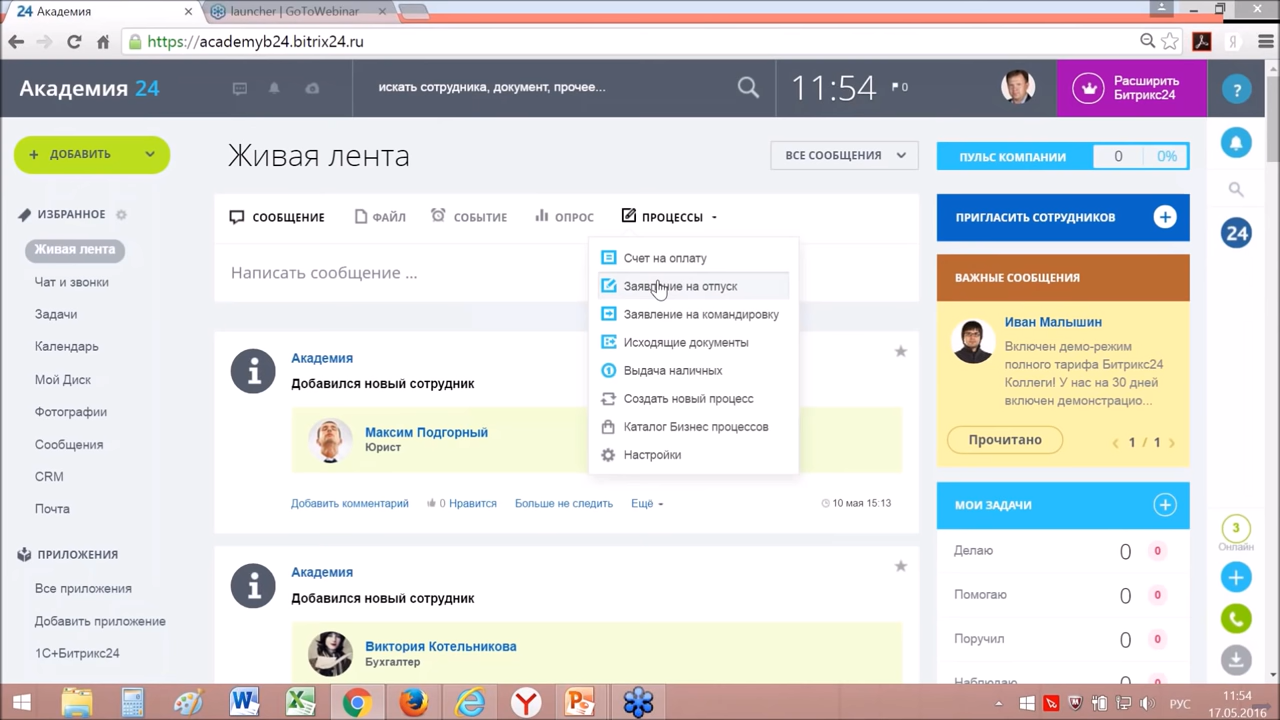 24 Академия
launcher | GoToWebinar
https://academyb24.bitrix24.ru
Академия 24
искать сотрудника, документ, прочее...
11:54
0
Расширить
Битрикс24
?
+ ДОБАВИТЬ
Живая лента
ВСЕ СООБЩЕНИЯ
ПУЛЬС КОМПАНИИ 0 0%
ИЗБРАННОЕ
Живая лента
Чат и звонки
Задачи
Календарь
Мой Диск
Фотографии
Сообщения
CRM
Почта
ПРИЛОЖЕНИЯ
Все приложения
Добавить приложение
1С+Битрикс24
СООБЩЕНИЕ ФАЙЛ СОБЫТИЕ ОПРОС ПРОЦЕССЫ
Написать сообщение ...
Счет на оплату
Заявление на отпуск
Заявление на командировку
Исходящие документы
Выдача наличных
Создать новый процесс
Каталог Бизнес процессов
Настройки
Академия
Добавился новый сотрудник
Максим Подгорный
Юрист
Добавить комментарий 0 Нравится Больше не следить Ещё 10 мая 15:13
Академия
Добавился новый сотрудник
Виктория Котельникова
Бухгалтер
ПРИГЛАСИТЬ СОТРУДНИКОВ
ВАЖНЫЕ СООБЩЕНИЯ
Иван Малышин
Включен демо-режим
полного тарифа Битрикс24
Коллеги! У нас на 30 дней
включен демонстрацио...
Прочитано
1 / 1
МОИ ЗАДАЧИ
Делаю 0 0
Помогаю 0 0
Поручил 0 0
Наблюдаю
24
3
Онлайн
РУС
11:54
17.05.2016